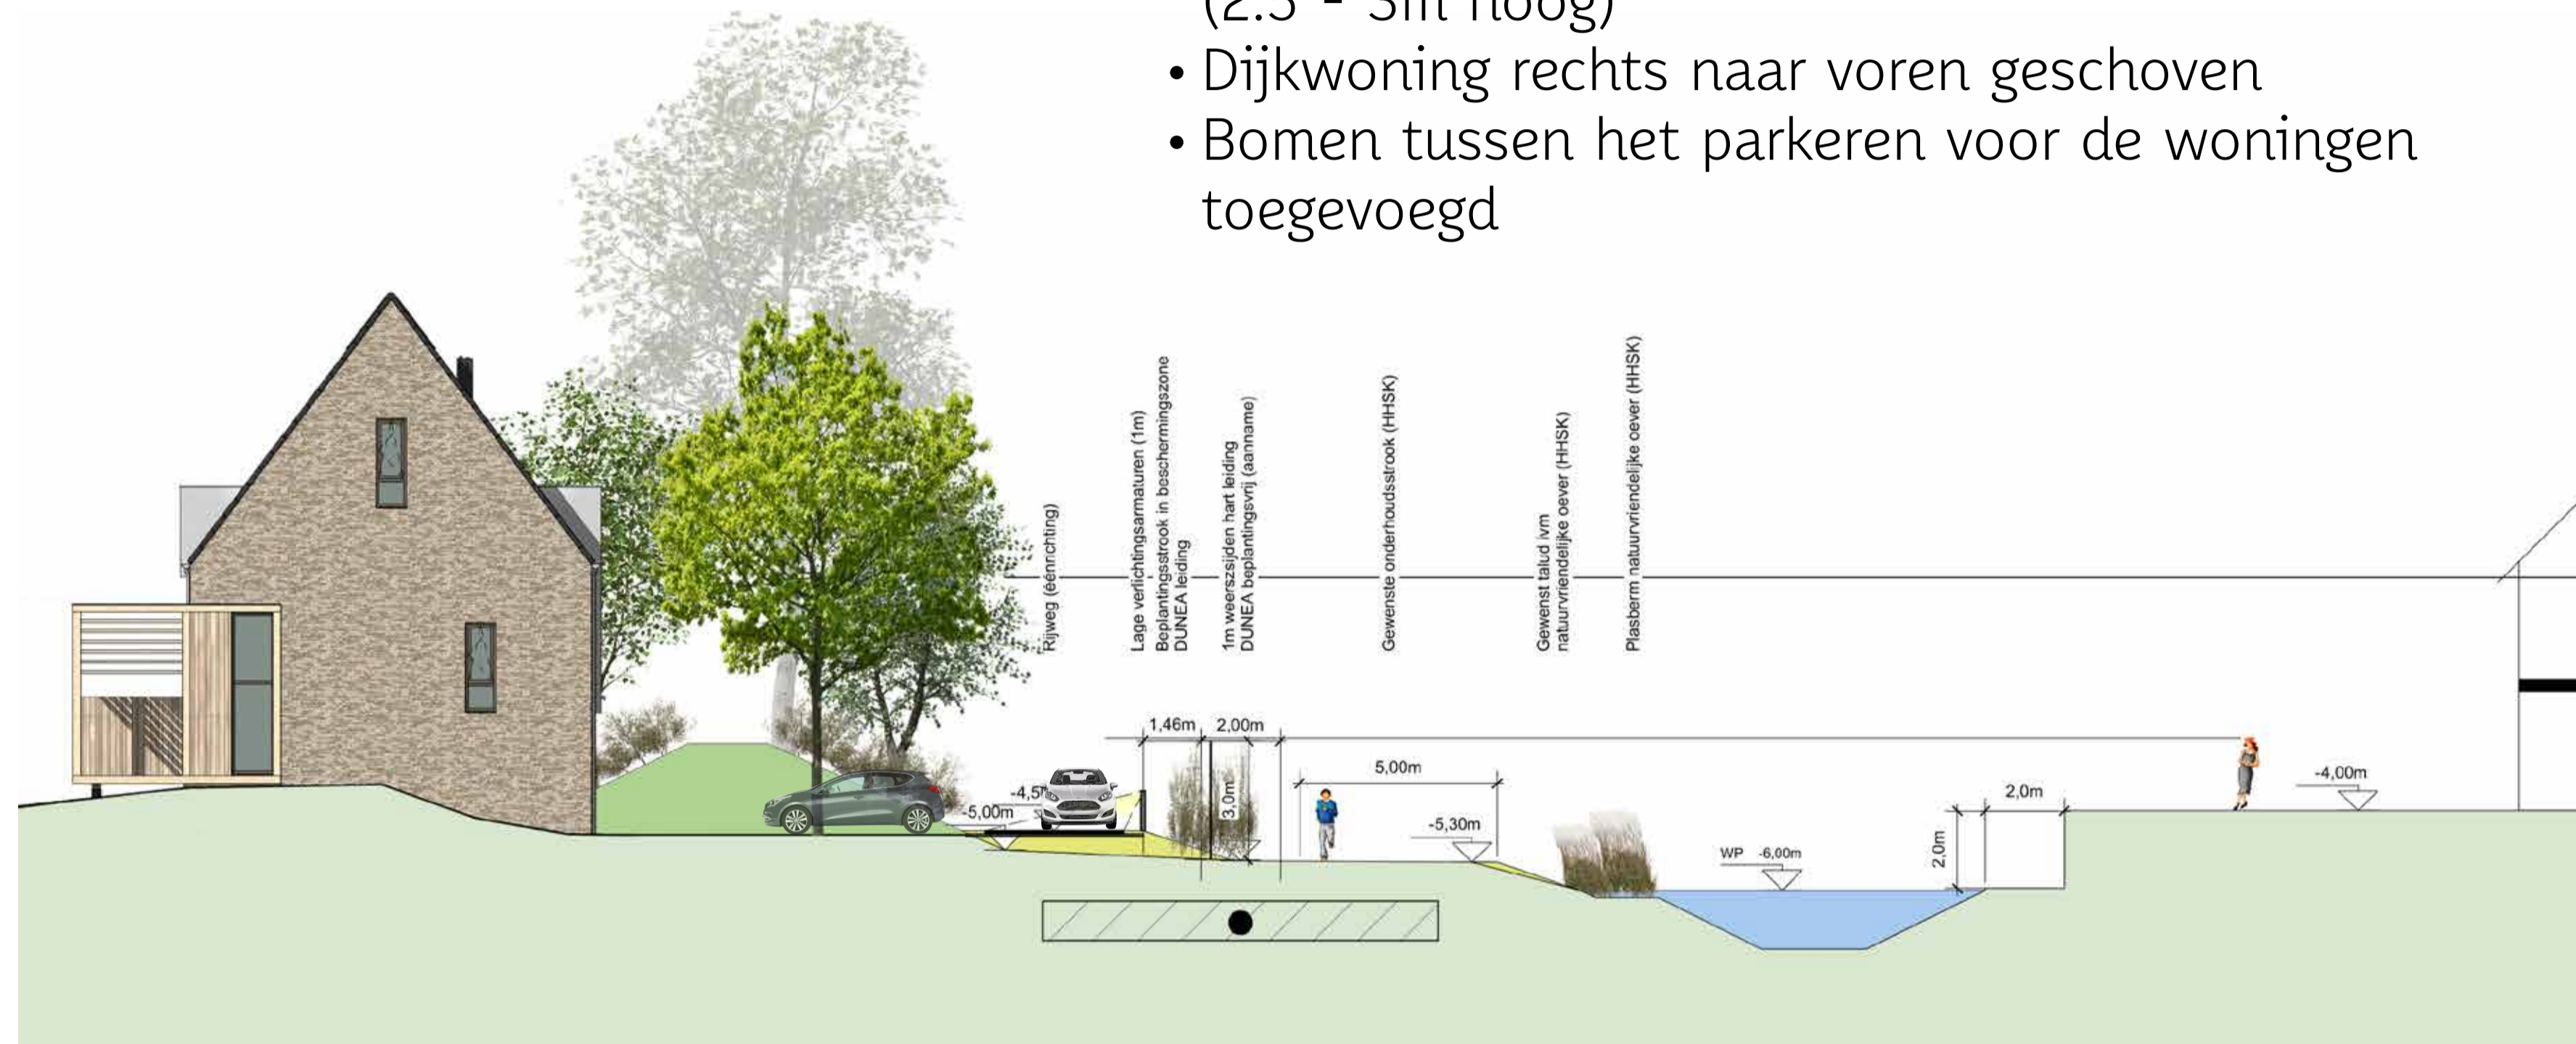 • Dijkwoning rechts naar voren geschoven
• Bomen tussen het parkeren voor de woningen
toegevoegd
Rijweg (éénrichting)
Lage verlichtingsarmaturen (1m)
Beplantingsstrook in beschermingszone
DUNEA leiding
1m weerszsijden hart leiding
DUNEA beplantingsvrij (aanname)
Gewenste onderhoudsstrook (HHSK)
Gewenst talud ivm
natuurvriendelijke oever (HHSK)
Plasberm natuurvriendelijke oever (HHSK)
1,46m 2,00m
5,00m
-4,00m
2,0m
3,0m
-5,00m
-5,30m
2,0m
WP -6,00m